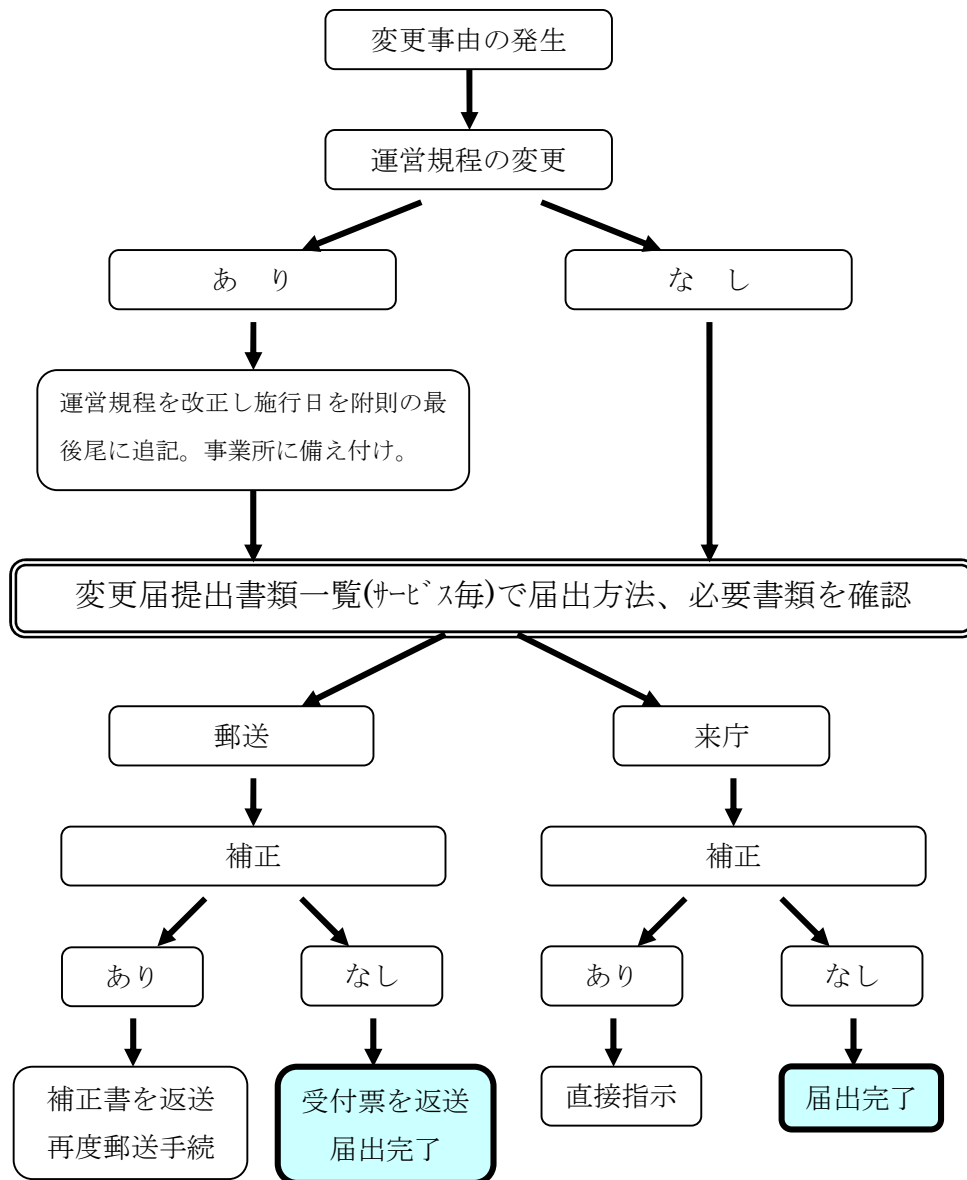 変更事由の発生
運営規程の変更
あ り
な し
運営規程を改正し施行日を附則の最
後尾に追記。事業所に備え付け。
変更届提出書類一覧(ｻｰﾋﾞｽ毎)で届出方法、必要書類を確認
郵送
来庁
補正
補正
あり
なし
あり
なし
補正書を返送
再度郵送手続
受付票を返送
届出完了
直接指示
届出完了